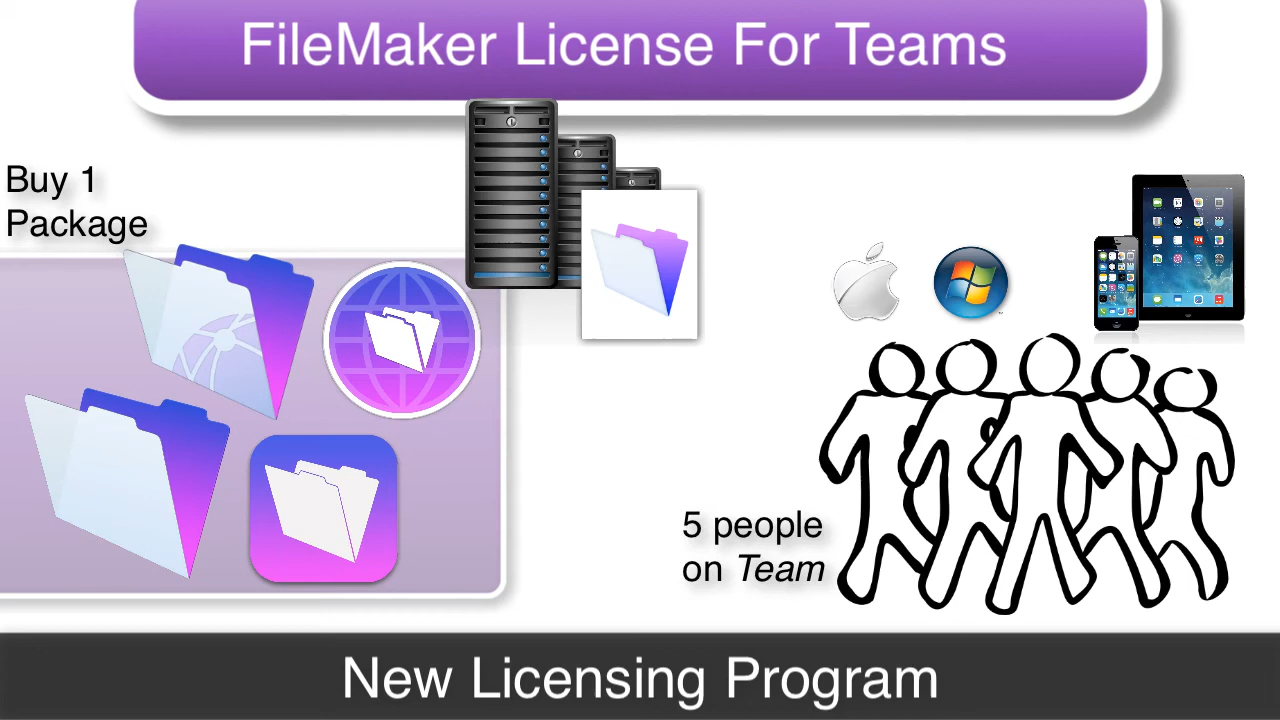 FileMaker License For Teams
Buy 1
Package
5 people
on Team
New Licensing Program